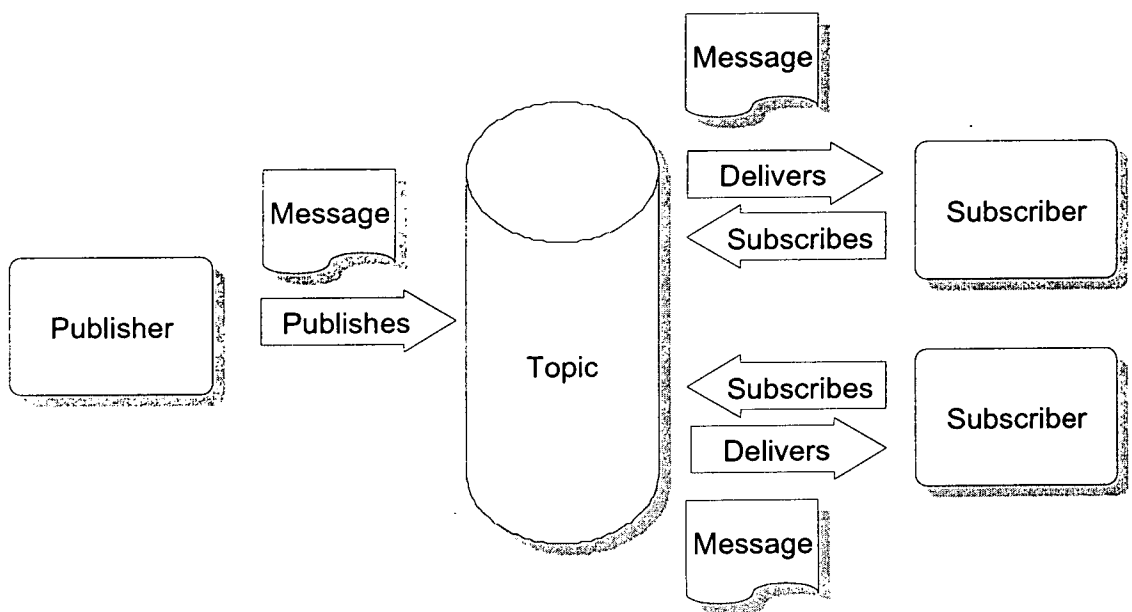 Message
Delivers
Subscriber
Subscribes
Message
Publisher
Publishes
Topic
Subscribes
Subscriber
Delivers
Message